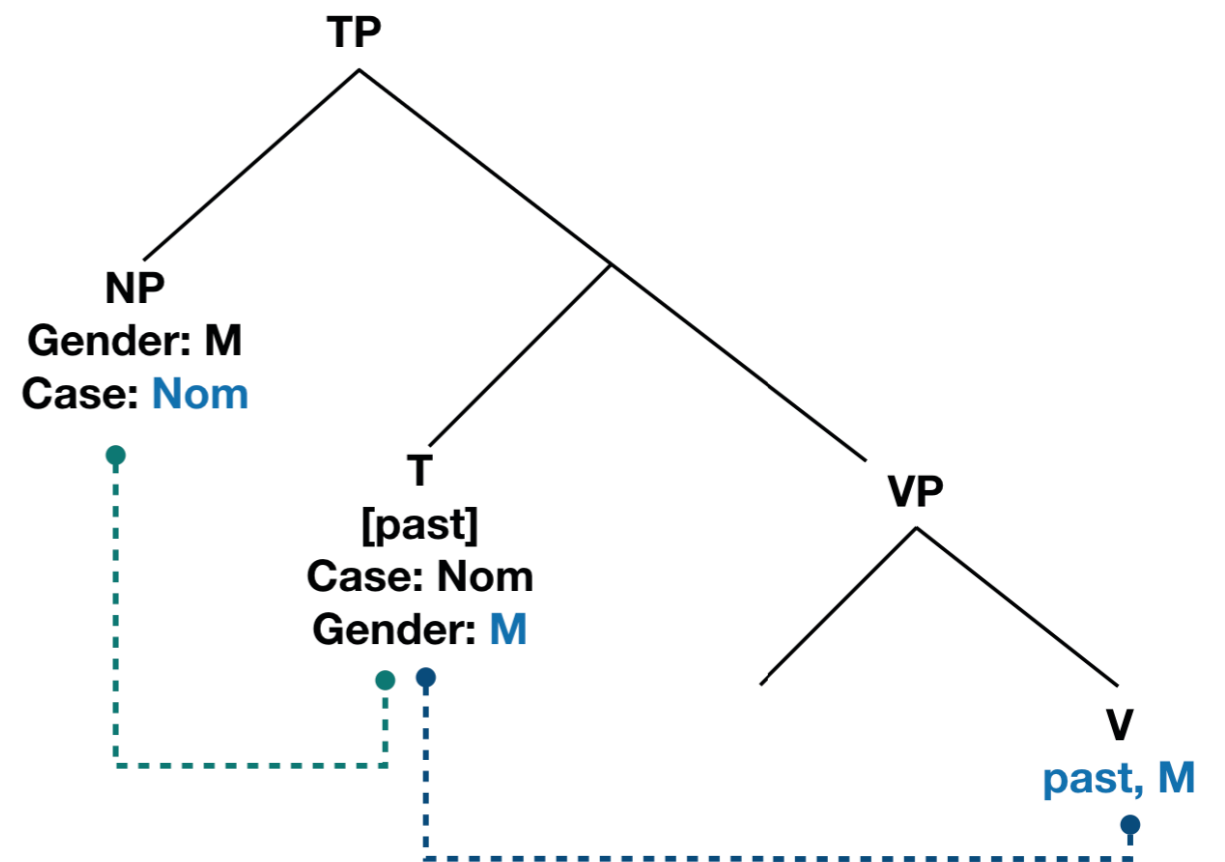 TP
NP
Gender: M
Case: Nom
T
[past]
Case: Nom
Gender: M
VP
V
past, M